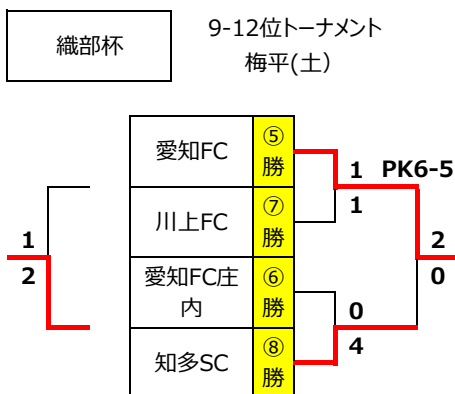 織部杯
9-12位トーナメント
梅平(土)
愛知FC
⑤
勝
1 PK6-5
川上FC
⑦
勝
1
1
2
2
0
愛知FC庄
内
⑥
勝
0
知多SC
⑧
勝
4